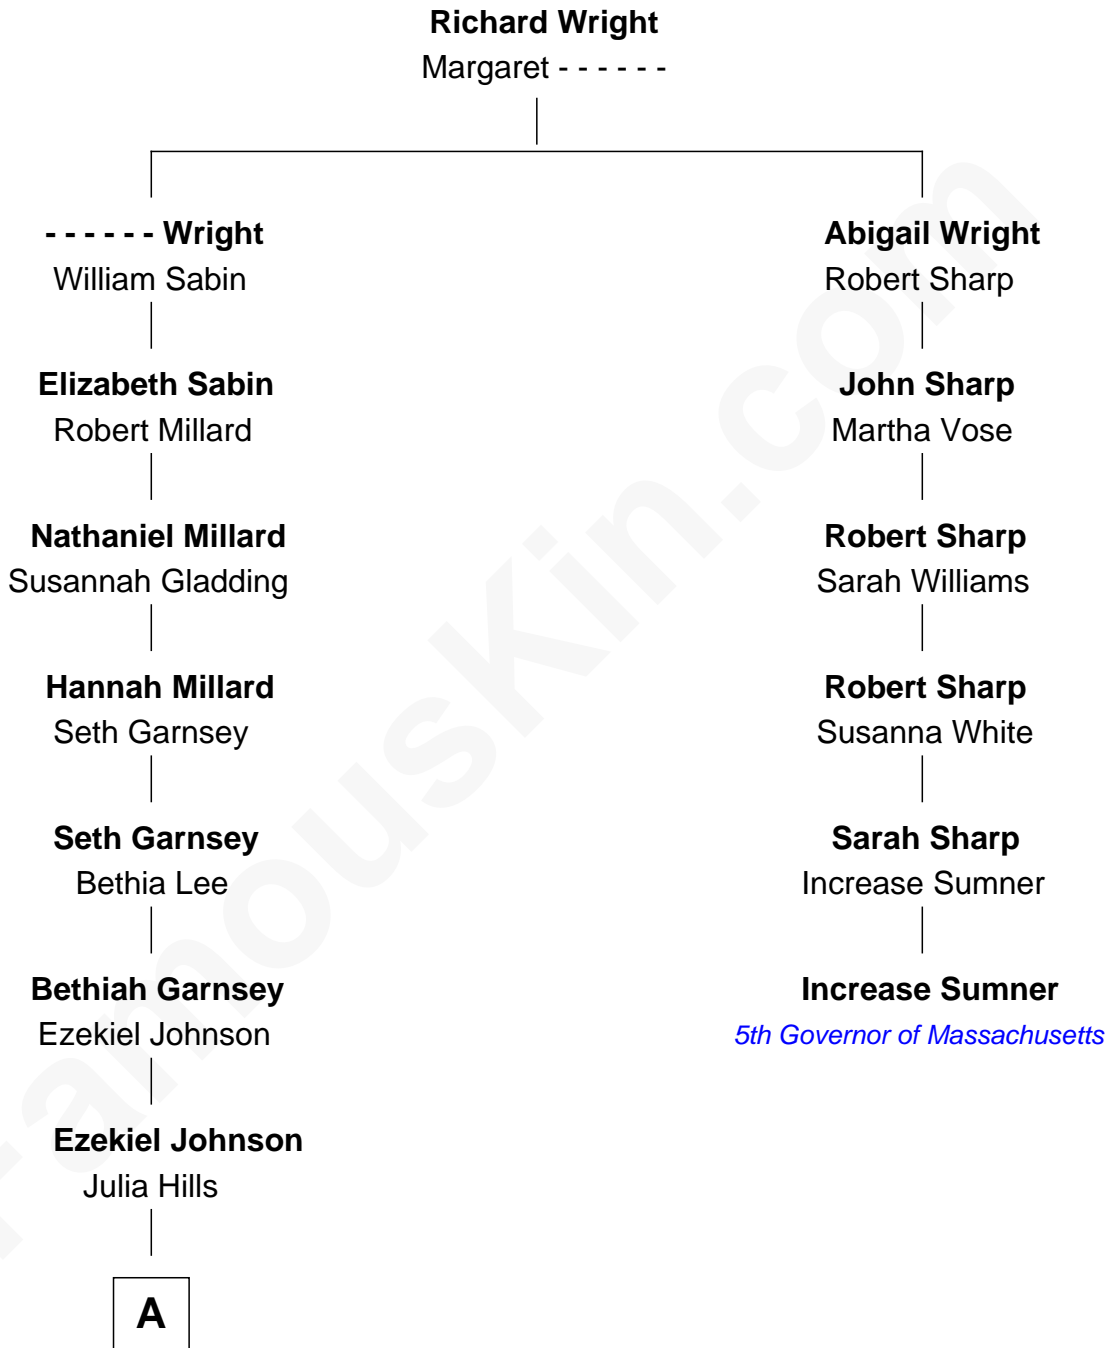 Richard Wright
Margaret - - - - - -
- - - - - - Wright
William Sabin
Abigail Wright
Robert Sharp
Elizabeth Sabin
Robert Millard
John Sharp
Martha Vose
Nathaniel Millard
Susannah Gladding
Robert Sharp
Sarah Williams
Hannah Millard
Seth Garnsey
Robert Sharp
Susanna White
Seth Garnsey
Bethia Lee
Sarah Sharp
Increase Sumner
Bethiah Garnsey
Ezekiel Johnson
Increase Sumner
5th Governor of Massachusetts
Ezekiel Johnson
Julia Hills
A
FamousKin.com